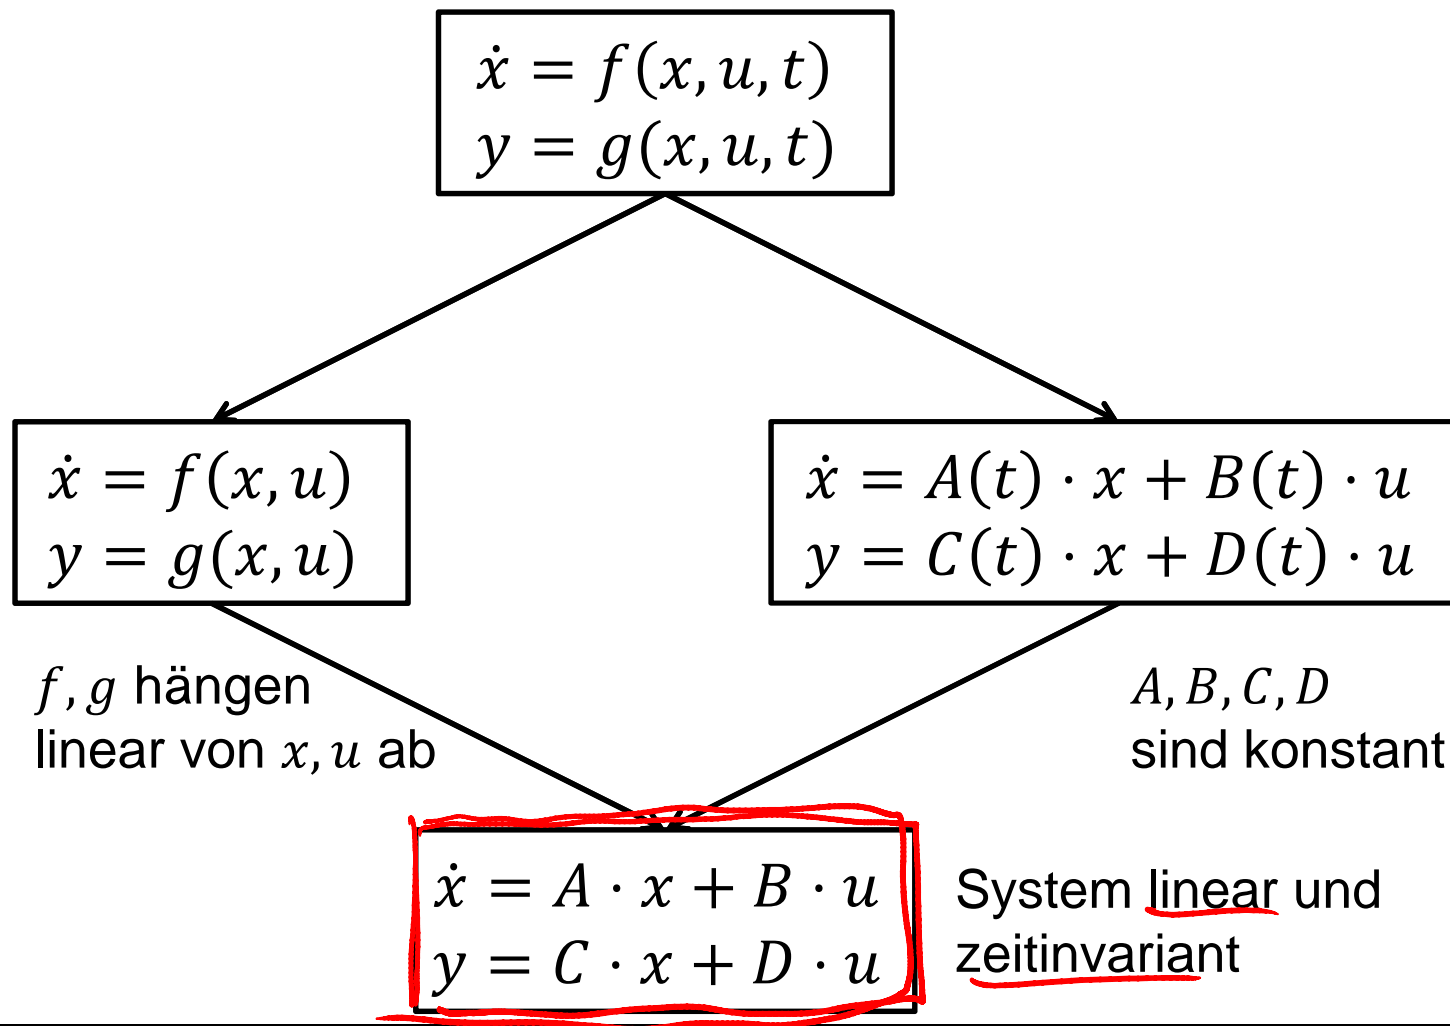 ẋ = f(x, u, t)
y = g(x, u, t)
ẋ = f(x, u)
y = g(x, u)
ẋ = A(t) · x + B(t) · u
y = C(t) · x + D(t) · u
f, g hängen
linear von x, u ab
A, B, C, D
sind konstant
ẋ = A · x + B · u
y = C · x + D · u
System linear und
zeitinvariant